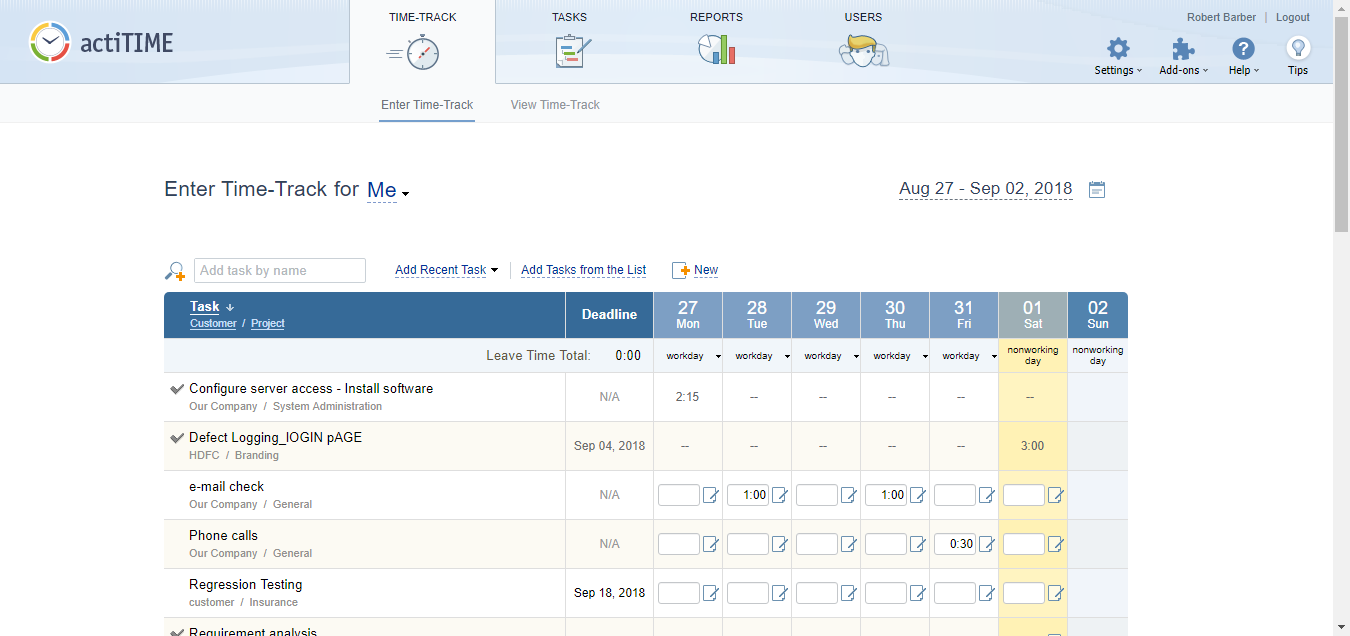 actiTIME
TIME-TRACK TASKS REPORTS USERS
Robert Barber | Logout
Settings Add-ons Help Tips
Enter Time-Track View Time-Track
Enter Time-Track for Me
Aug 27 - Sep 02, 2018
Add task by name Add Recent Task Add Tasks from the List New
Task Deadline 27 28 29 30 31 01 02
Customer / Project Mon Tue Wed Thu Fri Sat Sun
Leave Time Total: 0:00 workday workday workday workday workday nonworking day nonworking day
Configure server access - Install software N/A 2:15 -- -- -- -- --
Our Company / System Administration
Defect Logging_lOGIN pAGE Sep 04, 2018 -- -- -- -- -- 3:00
HDFC / Branding
e-mail check N/A 1:00 1:00
Our Company / General
Phone calls N/A 0:30
Our Company / General
Regression Testing Sep 18, 2018
customer / Insurance
Requirement analysis